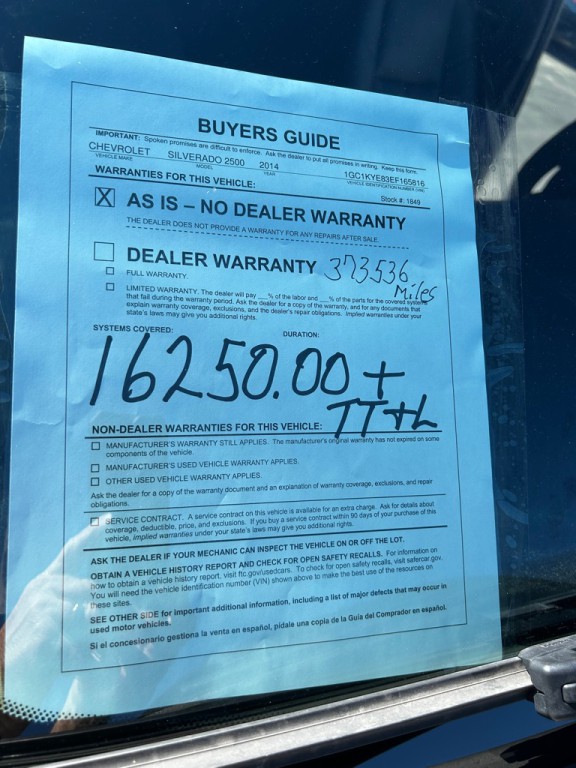 BUYERS GUIDE
IMPORTANT: Spoken promises are difficult to enforce. Ask the dealer to put all promises in writing. Keep this form.
CHEVROLET SILVERADO 2500 2014 1GC1KYE83EF165816
VEHICLE MAKE MODEL YEAR VEHICLE IDENTIFICATION NUMBER (VIN)
WARRANTIES FOR THIS VEHICLE: Stock #: 1849
X AS IS – NO DEALER WARRANTY
THE DEALER DOES NOT PROVIDE A WARRANTY FOR ANY REPAIRS AFTER SALE.
DEALER WARRANTY 373536
Miles
FULL WARRANTY.
LIMITED WARRANTY. The dealer will pay ___% of the labor and ___% of the parts for the covered systems
that fail during the warranty period. Ask the dealer for a copy of the warranty, and for any documents that
explain warranty coverage, exclusions, and the dealer's repair obligations. Implied warranties under your
state's laws may give you additional rights.
SYSTEMS COVERED: DURATION:
16250.00 +
TT+L
NON-DEALER WARRANTIES FOR THIS VEHICLE:
MANUFACTURER'S WARRANTY STILL APPLIES. The manufacturer's original warranty has not expired on some
components of the vehicle.
MANUFACTURER'S USED VEHICLE WARRANTY APPLIES.
OTHER USED VEHICLE WARRANTY APPLIES.
Ask the dealer for a copy of the warranty document and an explanation of warranty coverage, exclusions, and repair
obligations.
SERVICE CONTRACT. A service contract on this vehicle is available for an extra charge. Ask for details about
coverage, deductible, price, and exclusions. If you buy a service contract within 90 days of your purchase of this
vehicle, implied warranties under your state's laws may give you additional rights.
ASK THE DEALER IF YOUR MECHANIC CAN INSPECT THE VEHICLE ON OR OFF THE LOT.
OBTAIN A VEHICLE HISTORY REPORT AND CHECK FOR OPEN SAFETY RECALLS. For information on
how to obtain a vehicle history report, visit ftc.gov/usedcars. To check for open safety recalls, visit safercar.gov.
You will need the vehicle identification number (VIN) shown above to make the best use of the resources on
these sites.
SEE OTHER SIDE for important additional information, including a list of major defects that may occur in
used motor vehicles.
Si el concesionario gestiona la venta en español, pídale una copia de la Guía del Comprador en español.